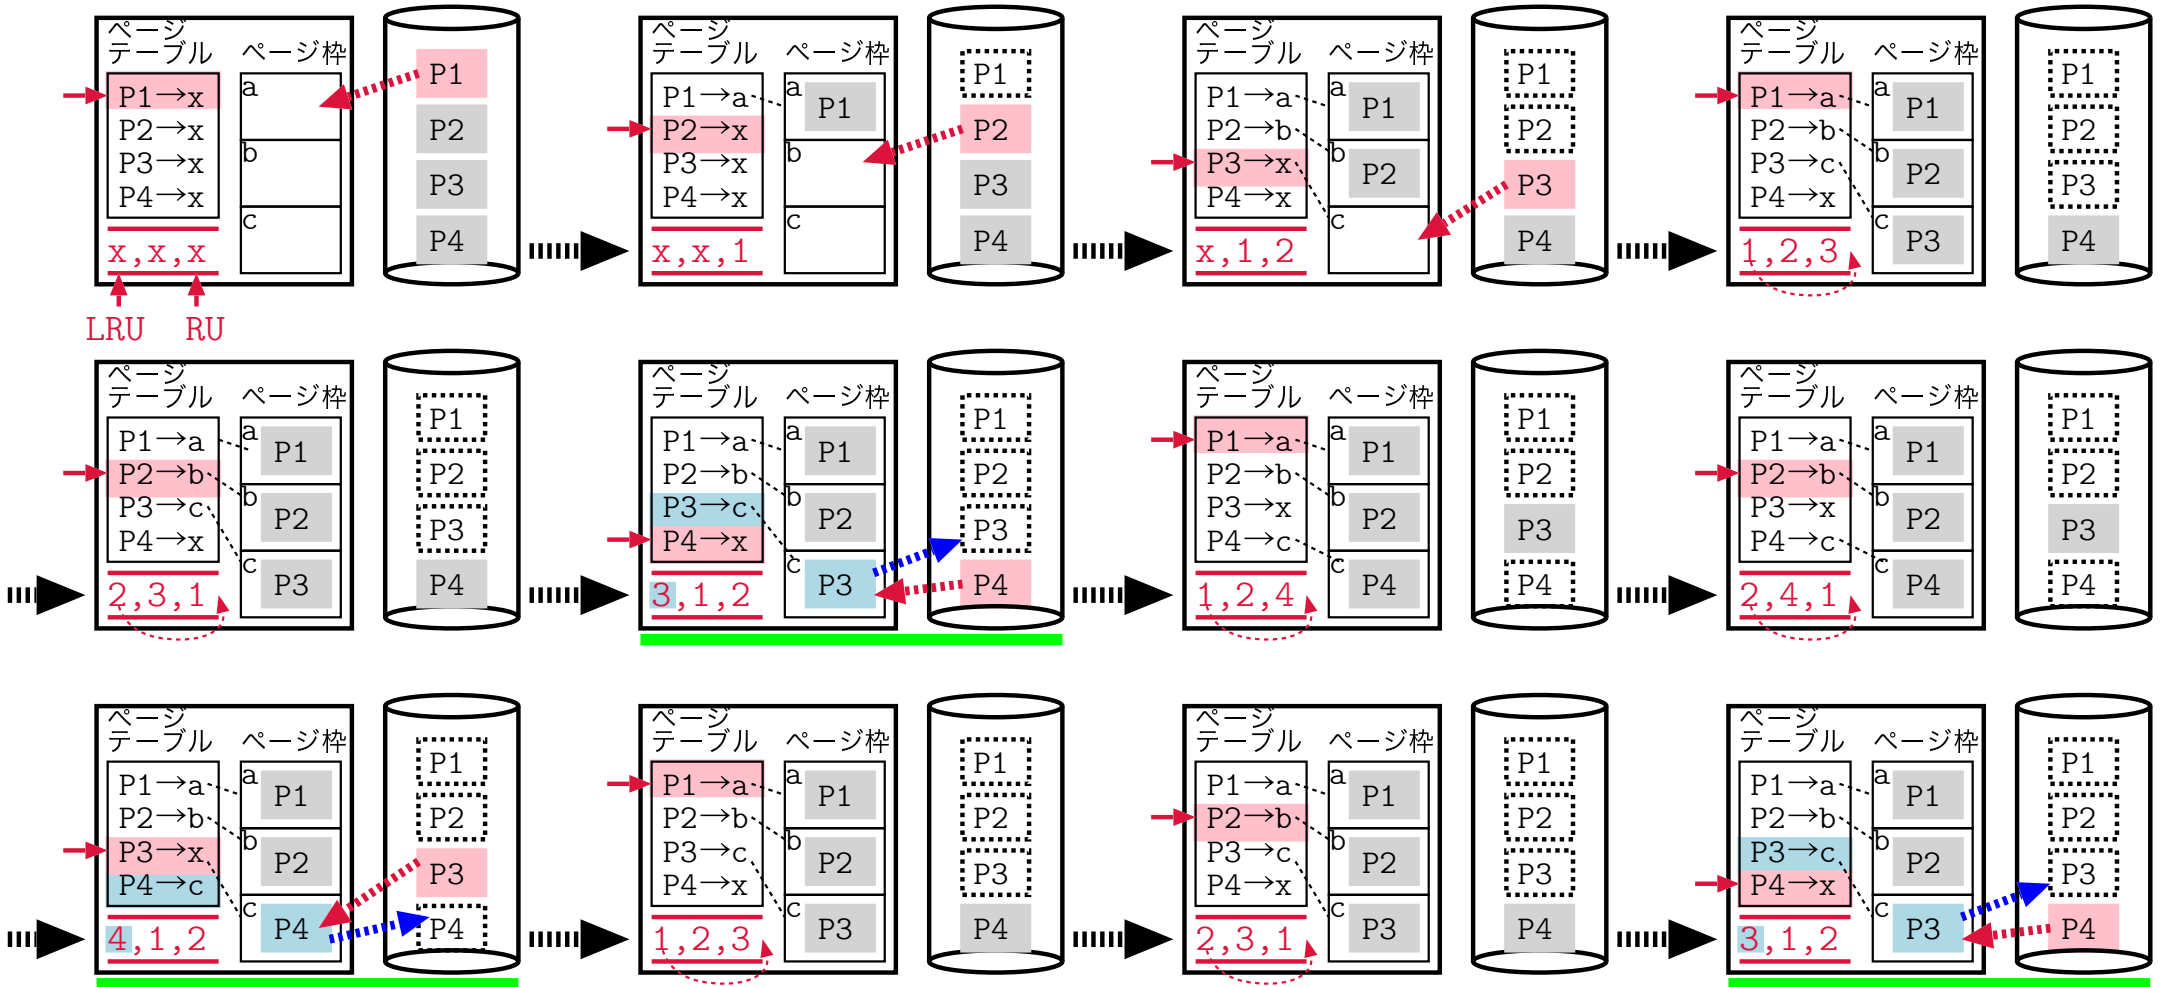 ページ
テーブル ページ枠
P1→x a P1
P2→x P2
P3→x b P3
P4→x c P4
x,x,x
LRU RU
ページ
テーブル ページ枠
P1→a a P1 P1
P2→x P2
P3→x b P3
P4→x c P4
x,x,1
ページ
テーブル ページ枠
P1→a a P1 P1
P2→b b P2 P2
P3→x P3
P4→x c P4
x,1,2
ページ
テーブル ページ枠
P1→a a P1 P1
P2→b b P2 P2
P3→c P3
P4→x c P3 P4
1,2,3
ページ
テーブル ページ枠
P1→a a P1 P1
P2→b b P2 P2
P3→c P3
P4→x c P3 P4
2,3,1
ページ
テーブル ページ枠
P1→a a P1 P1
P2→b b P2 P2
P3→c P3
P4→x c P3 P4
3,1,2
ページ
テーブル ページ枠
P1→a a P1 P1
P2→b b P2 P2
P3→x P3
P4→c c P4 P4
1,2,4
ページ
テーブル ページ枠
P1→a a P1 P1
P2→b b P2 P2
P3→x P3
P4→c c P4 P4
2,4,1
ページ
テーブル ページ枠
P1→a a P1 P1
P2→b b P2 P2
P3→x P3
P4→c c P4 P4
4,1,2
ページ
テーブル ページ枠
P1→a a P1 P1
P2→b b P2 P2
P3→c P3
P4→x c P3 P4
1,2,3
ページ
テーブル ページ枠
P1→a a P1 P1
P2→b b P2 P2
P3→c P3
P4→x c P3 P4
2,3,1
ページ
テーブル ページ枠
P1→a a P1 P1
P2→b b P2 P2
P3→c P3
P4→x c P3 P4
3,1,2